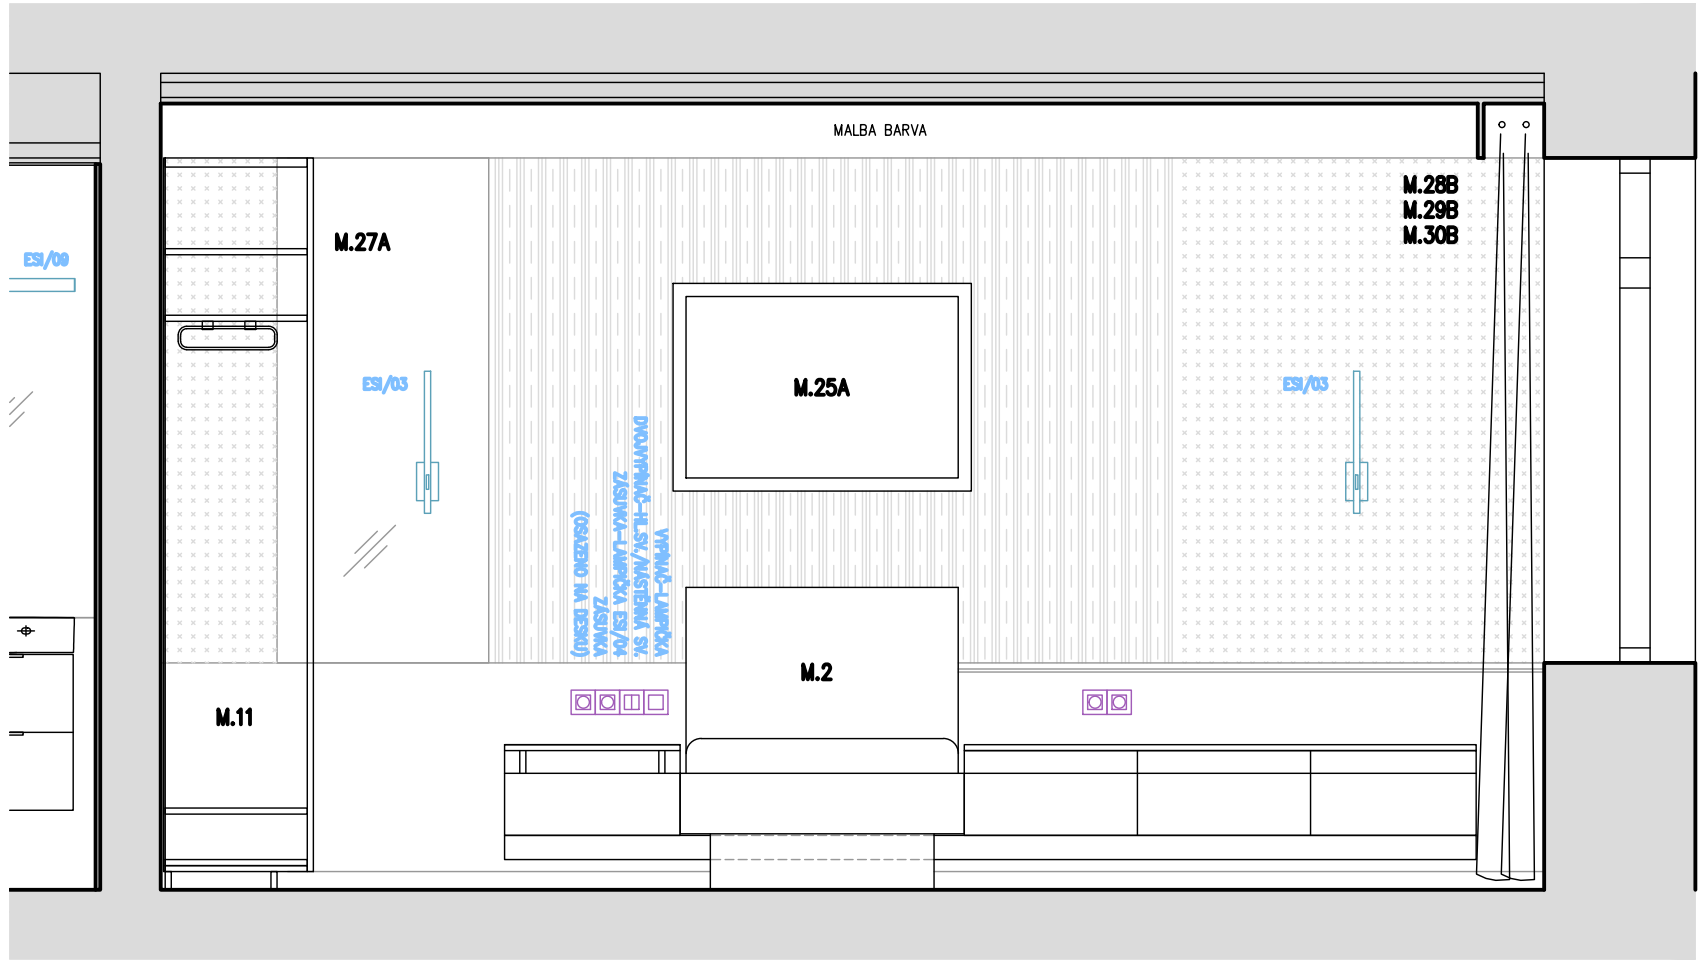 MALBA BARVA
M.28B
M.29B
M.30B
M.27A
ESI/09
ESI/03
M.25A
ESI/03
VYPÍNAČ-LAMPIČKA
DVOJVYPÍNAČ-HL.SV./NÁSTĚNNÁ SV.
ZÁSUVKA-LAMPIČKA ESI/04
ZÁSUVKA
(OSAZENO NA DESKU)
M.2
M.11